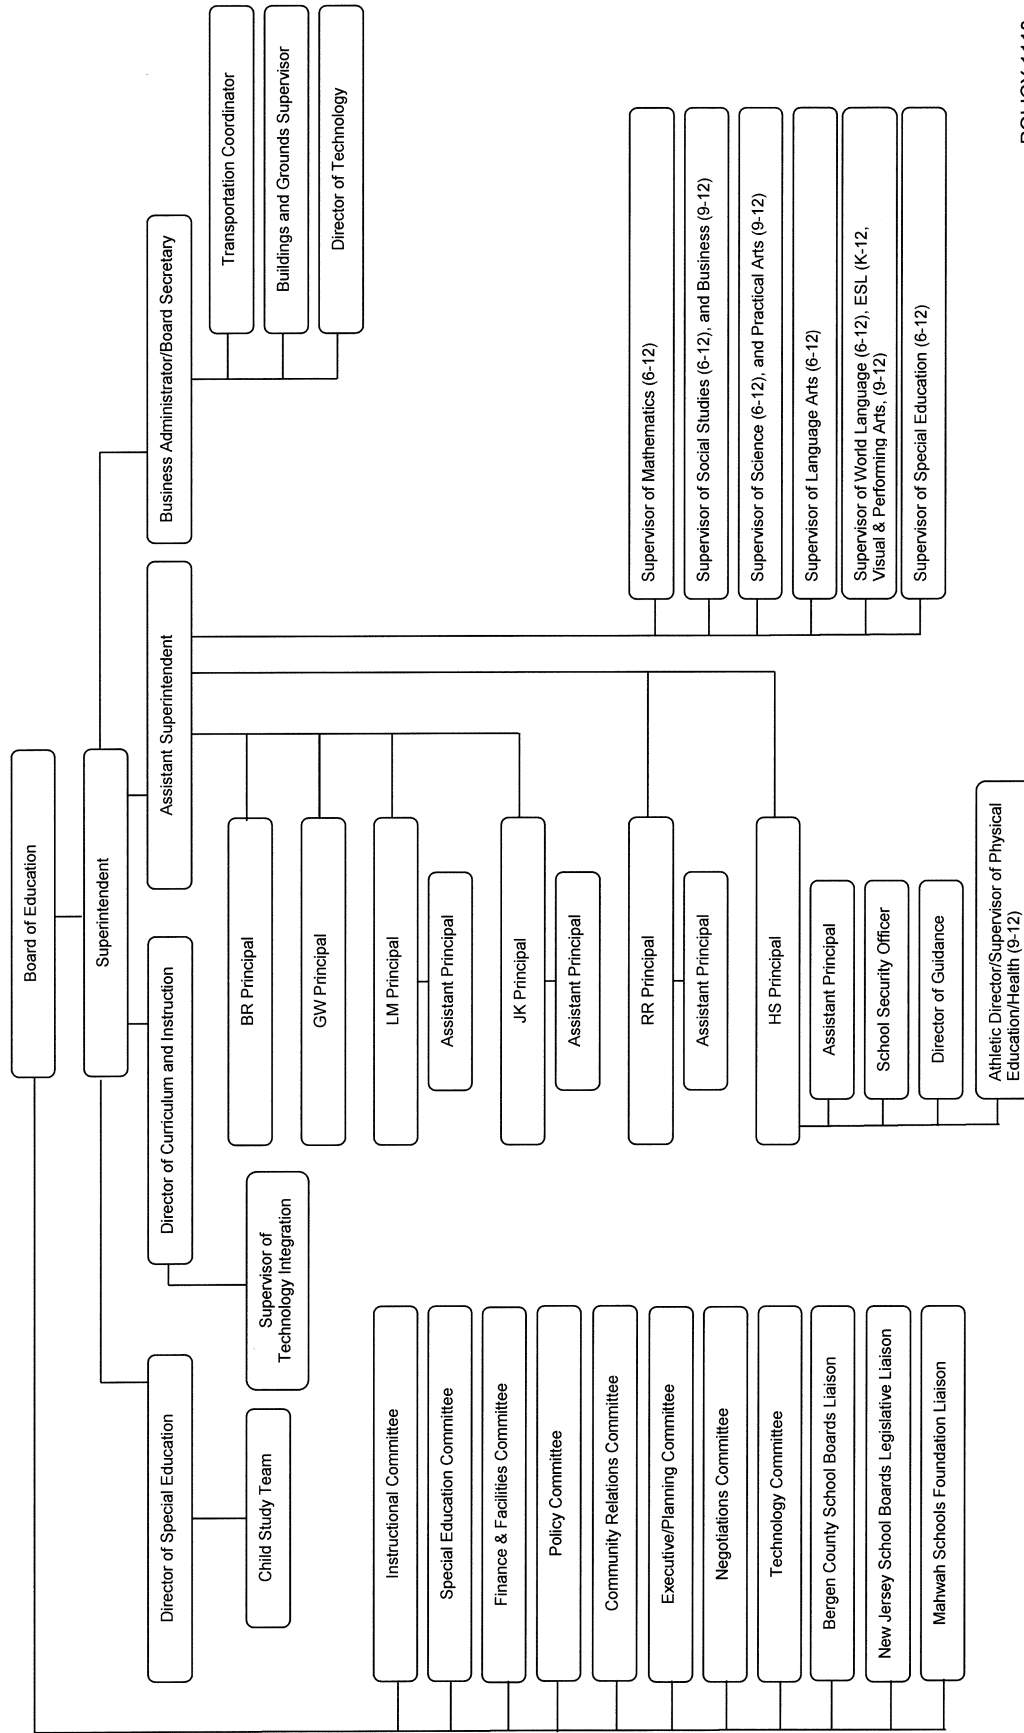 Board of Education
Superintendent
Director of Special Education
Director of Curriculum and Instruction
Assistant Superintendent
Business Administrator/Board Secretary
Child Study Team
Supervisor of
Technology Integration
BR Principal
GW Principal
LM Principal
Assistant Principal
JK Principal
Assistant Principal
RR Principal
Assistant Principal
HS Principal
Assistant Principal
School Security Officer
Director of Guidance
Athletic Director/Supervisor of Physical
Education/Health (9-12)
Transportation Coordinator
Buildings and Grounds Supervisor
Director of Technology
Supervisor of Mathematics (6-12)
Supervisor of Social Studies (6-12), and Business (9-12)
Supervisor of Science (6-12), and Practical Arts (9-12)
Supervisor of Language Arts (6-12)
Supervisor of World Language (6-12), ESL (K-12,
Visual & Performing Arts, (9-12)
Supervisor of Special Education (6-12)
Instructional Committee
Special Education Committee
Finance & Facilities Committee
Policy Committee
Community Relations Committee
Executive/Planning Committee
Negotiations Committee
Technology Committee
Bergen County School Boards Liaison
New Jersey School Boards Legislative Liaison
Mahwah Schools Foundation Liaison
POLICY